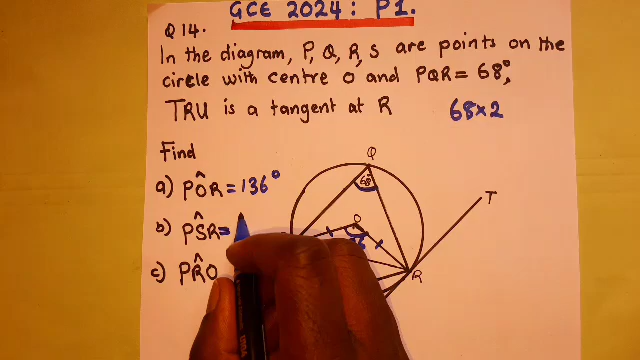 GCE 2024: P1.
Q14.
In the diagram, P, Q, R, S are points on the
circle with centre O and PQR = 68°,
TRU is a tangent at R
68 × 2
Find
a) PÔR = 136°
b) PŜR =
c) PR̂O
Q
68°
O
T
R